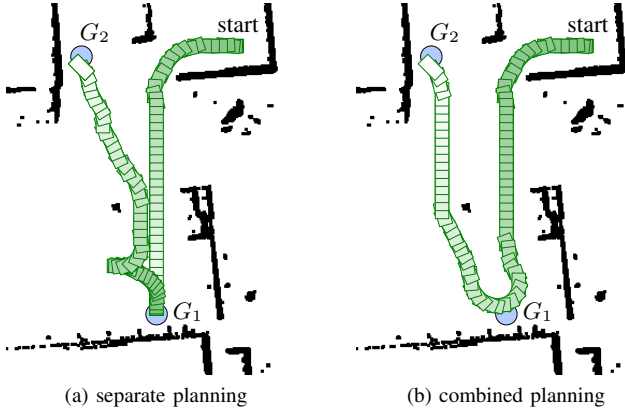 start
G2
G1
start
G2
G1
(a) separate planning
(b) combined planning